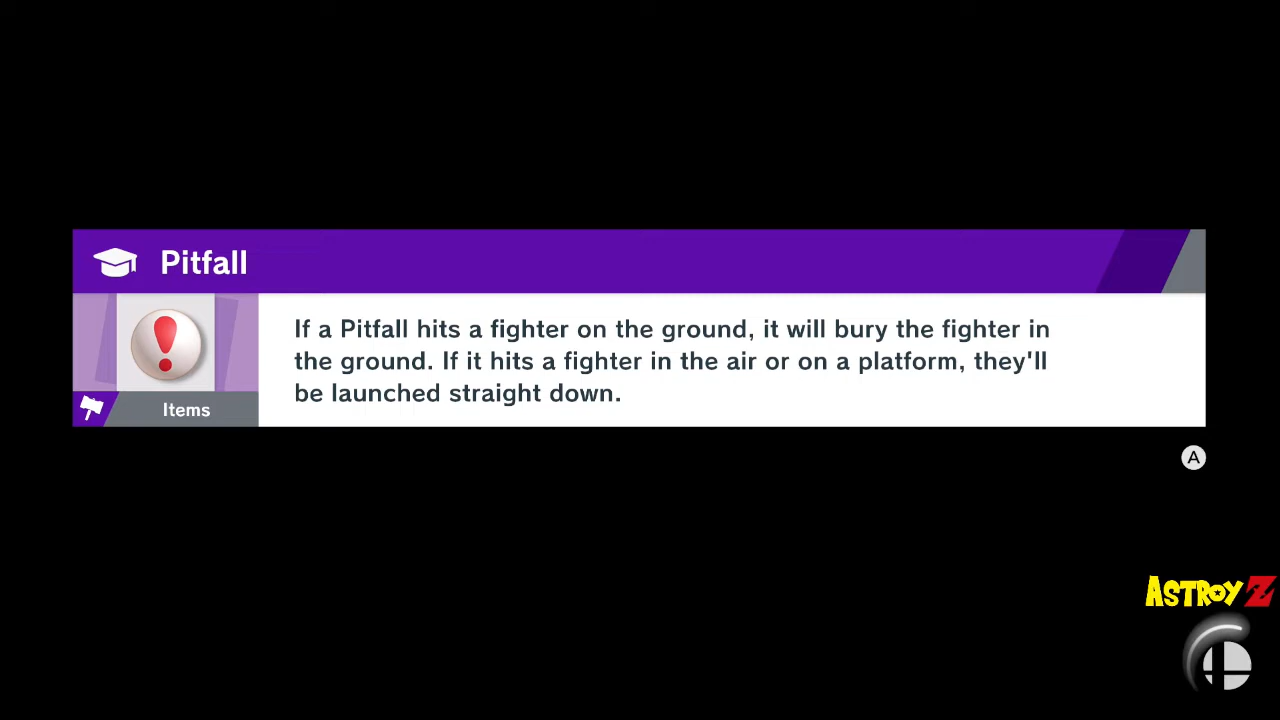 Pitfall
If a Pitfall hits a fighter on the ground, it will bury the fighter in
the ground. If it hits a fighter in the air or on a platform, they'll
be launched straight down.
Items
A
ASTROY Z